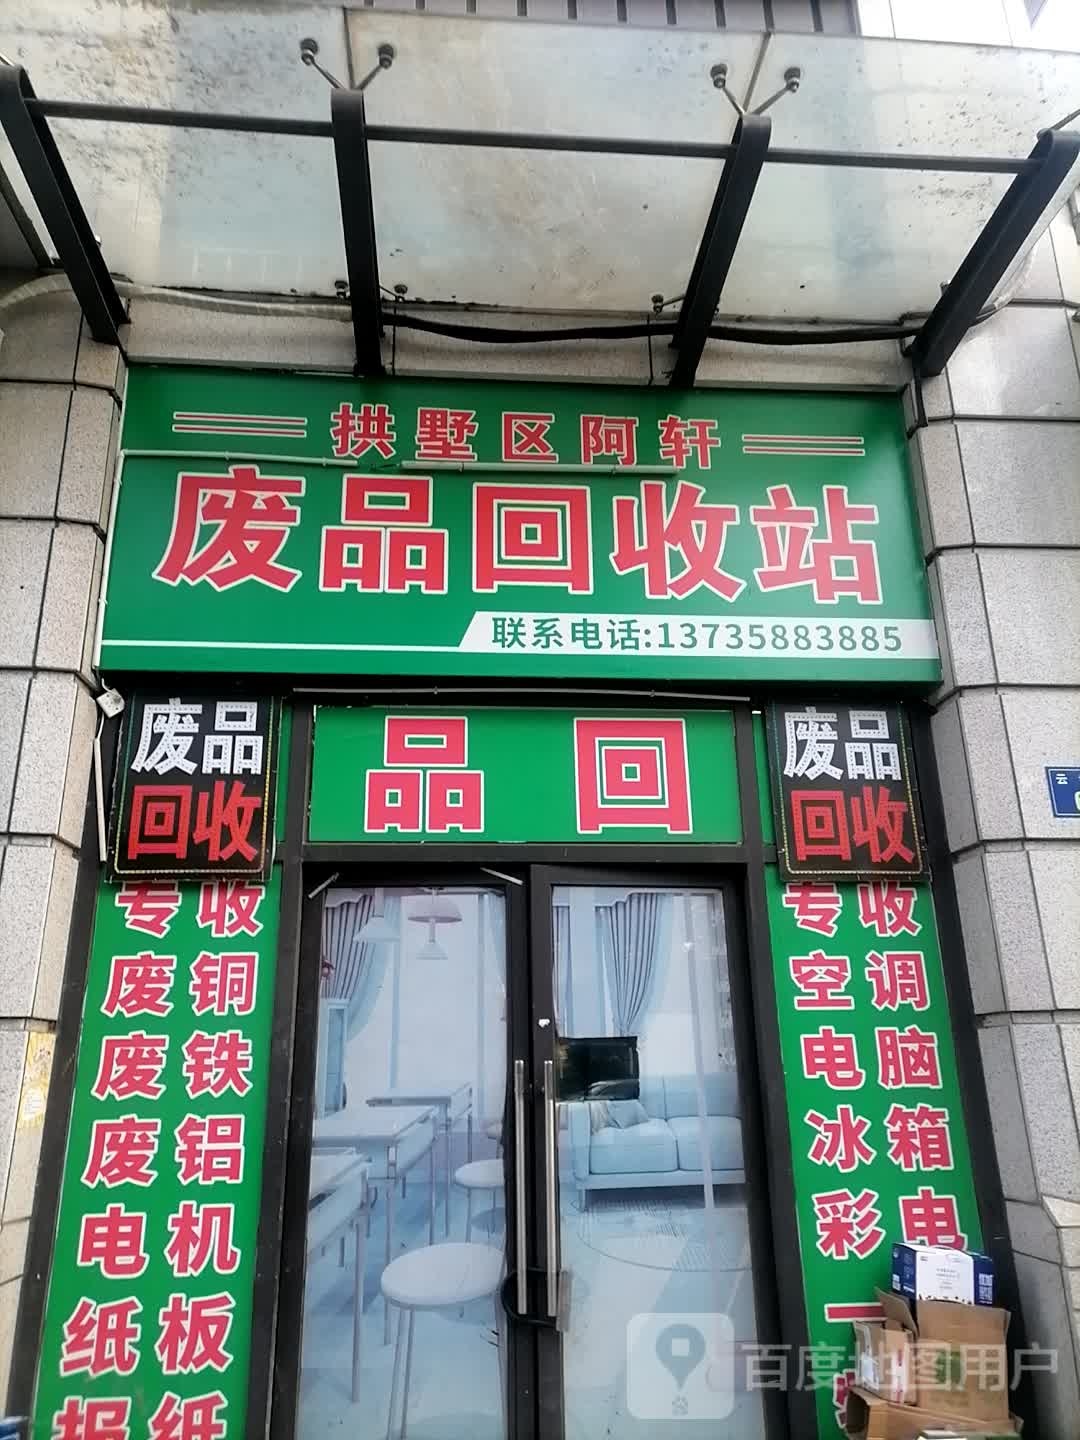 拱墅区阿轩
废品回收站
联系电话:13735883885
废品
回收
品 回
废品
回收
专收
废铜
废铁
废铝
电机
纸板
报纸
专收
空调
电脑
冰箱
彩电
一
云
百度地图用户